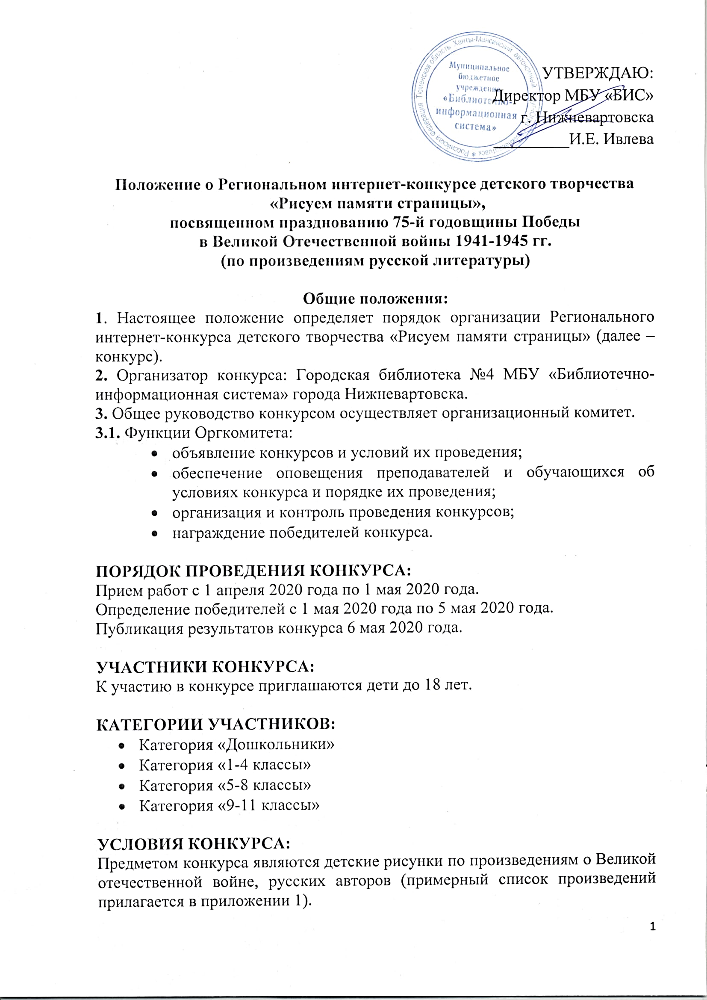 УТВЕРЖДАЮ:
Директор МБУ «БИС»
г. Нижневартовска
И.Е. Ивлева
Российская Федерация Тюменская область Ханты-Мансийский автономный
Муниципальное
бюджетное
учреждение
«Библиотечно-
информационная
система»
Положение о Региональном интернет-конкурсе детского творчества
«Рисуем памяти страницы»,
посвященном празднованию 75-й годовщины Победы
в Великой Отечественной войны 1941-1945 гг.
(по произведениям русской литературы)
Общие положения:
1. Настоящее положение определяет порядок организации Регионального
интернет-конкурса детского творчества «Рисуем памяти страницы» (далее –
конкурс).
2. Организатор конкурса: Городская библиотека №4 МБУ «Библиотечно-
информационная система» города Нижневартовска.
3. Общее руководство конкурсом осуществляет организационный комитет.
3.1. Функции Оргкомитета:
• объявление конкурсов и условий их проведения;
• обеспечение оповещения преподавателей и обучающихся об
условиях конкурса и порядке их проведения;
• организация и контроль проведения конкурсов;
• награждение победителей конкурса.
ПОРЯДОК ПРОВЕДЕНИЯ КОНКУРСА:
Прием работ с 1 апреля 2020 года по 1 мая 2020 года.
Определение победителей с 1 мая 2020 года по 5 мая 2020 года.
Публикация результатов конкурса 6 мая 2020 года.
УЧАСТНИКИ КОНКУРСА:
К участию в конкурсе приглашаются дети до 18 лет.
КАТЕГОРИИ УЧАСТНИКОВ:
• Категория «Дошкольники»
• Категория «1-4 классы»
• Категория «5-8 классы»
• Категория «9-11 классы»
УСЛОВИЯ КОНКУРСА:
Предметом конкурса являются детские рисунки по произведениям о Великой
отечественной войне, русских авторов (примерный список произведений
прилагается в приложении 1).
1